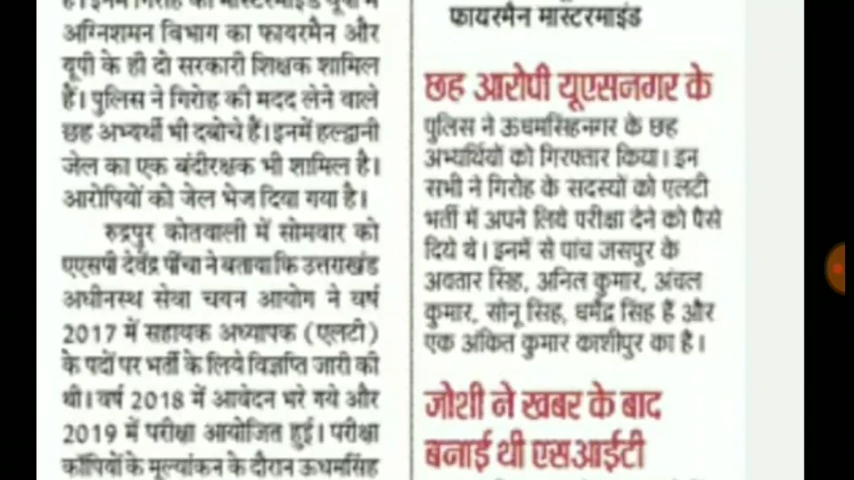 है। इनमें गिरोह का मास्टरमाइंड यूपी में
अग्निशमन विभाग का फायरमैन और
यूपी के ही दो सरकारी शिक्षक शामिल
हैं। पुलिस ने गिरोह की मदद लेने वाले
छह अभ्यर्थी भी दबोचे हैं। इनमें हल्द्वानी
जेल का एक बंदीरक्षक भी शामिल है।
आरोपियों को जेल भेज दिया गया है।
रुद्रपुर कोतवाली में सोमवार को
एएसपी देवेंद्र पींचा ने बताया कि उत्तराखंड
अधीनस्थ सेवा चयन आयोग ने वर्ष
2017 में सहायक अध्यापक (एलटी)
के पदों पर भर्ती के लिये विज्ञप्ति जारी की
थी। वर्ष 2018 में आवेदन भरे गये और
2019 में परीक्षा आयोजित हुई। परीक्षा
कॉपियों के मूल्यांकन के दौरान ऊधमसिंह
फायरमैन मास्टरमाइंड
छह आरोपी यूएसनगर के
पुलिस ने ऊधमसिंहनगर के छह
अभ्यर्थियों को गिरफ्तार किया। इन
सभी ने गिरोह के सदस्यों को एलटी
भर्ती में अपने लिये परीक्षा देने को पैसे
दिये थे। इनमें से पांच जसपुर के
अवतार सिंह, अनिल कुमार, अंचल
कुमार, सोनू सिंह, धर्मेंद्र सिंह हैं और
एक अंकित कुमार काशीपुर का है।
जोशी ने खबर के बाद
बनाई थी एसआईटी